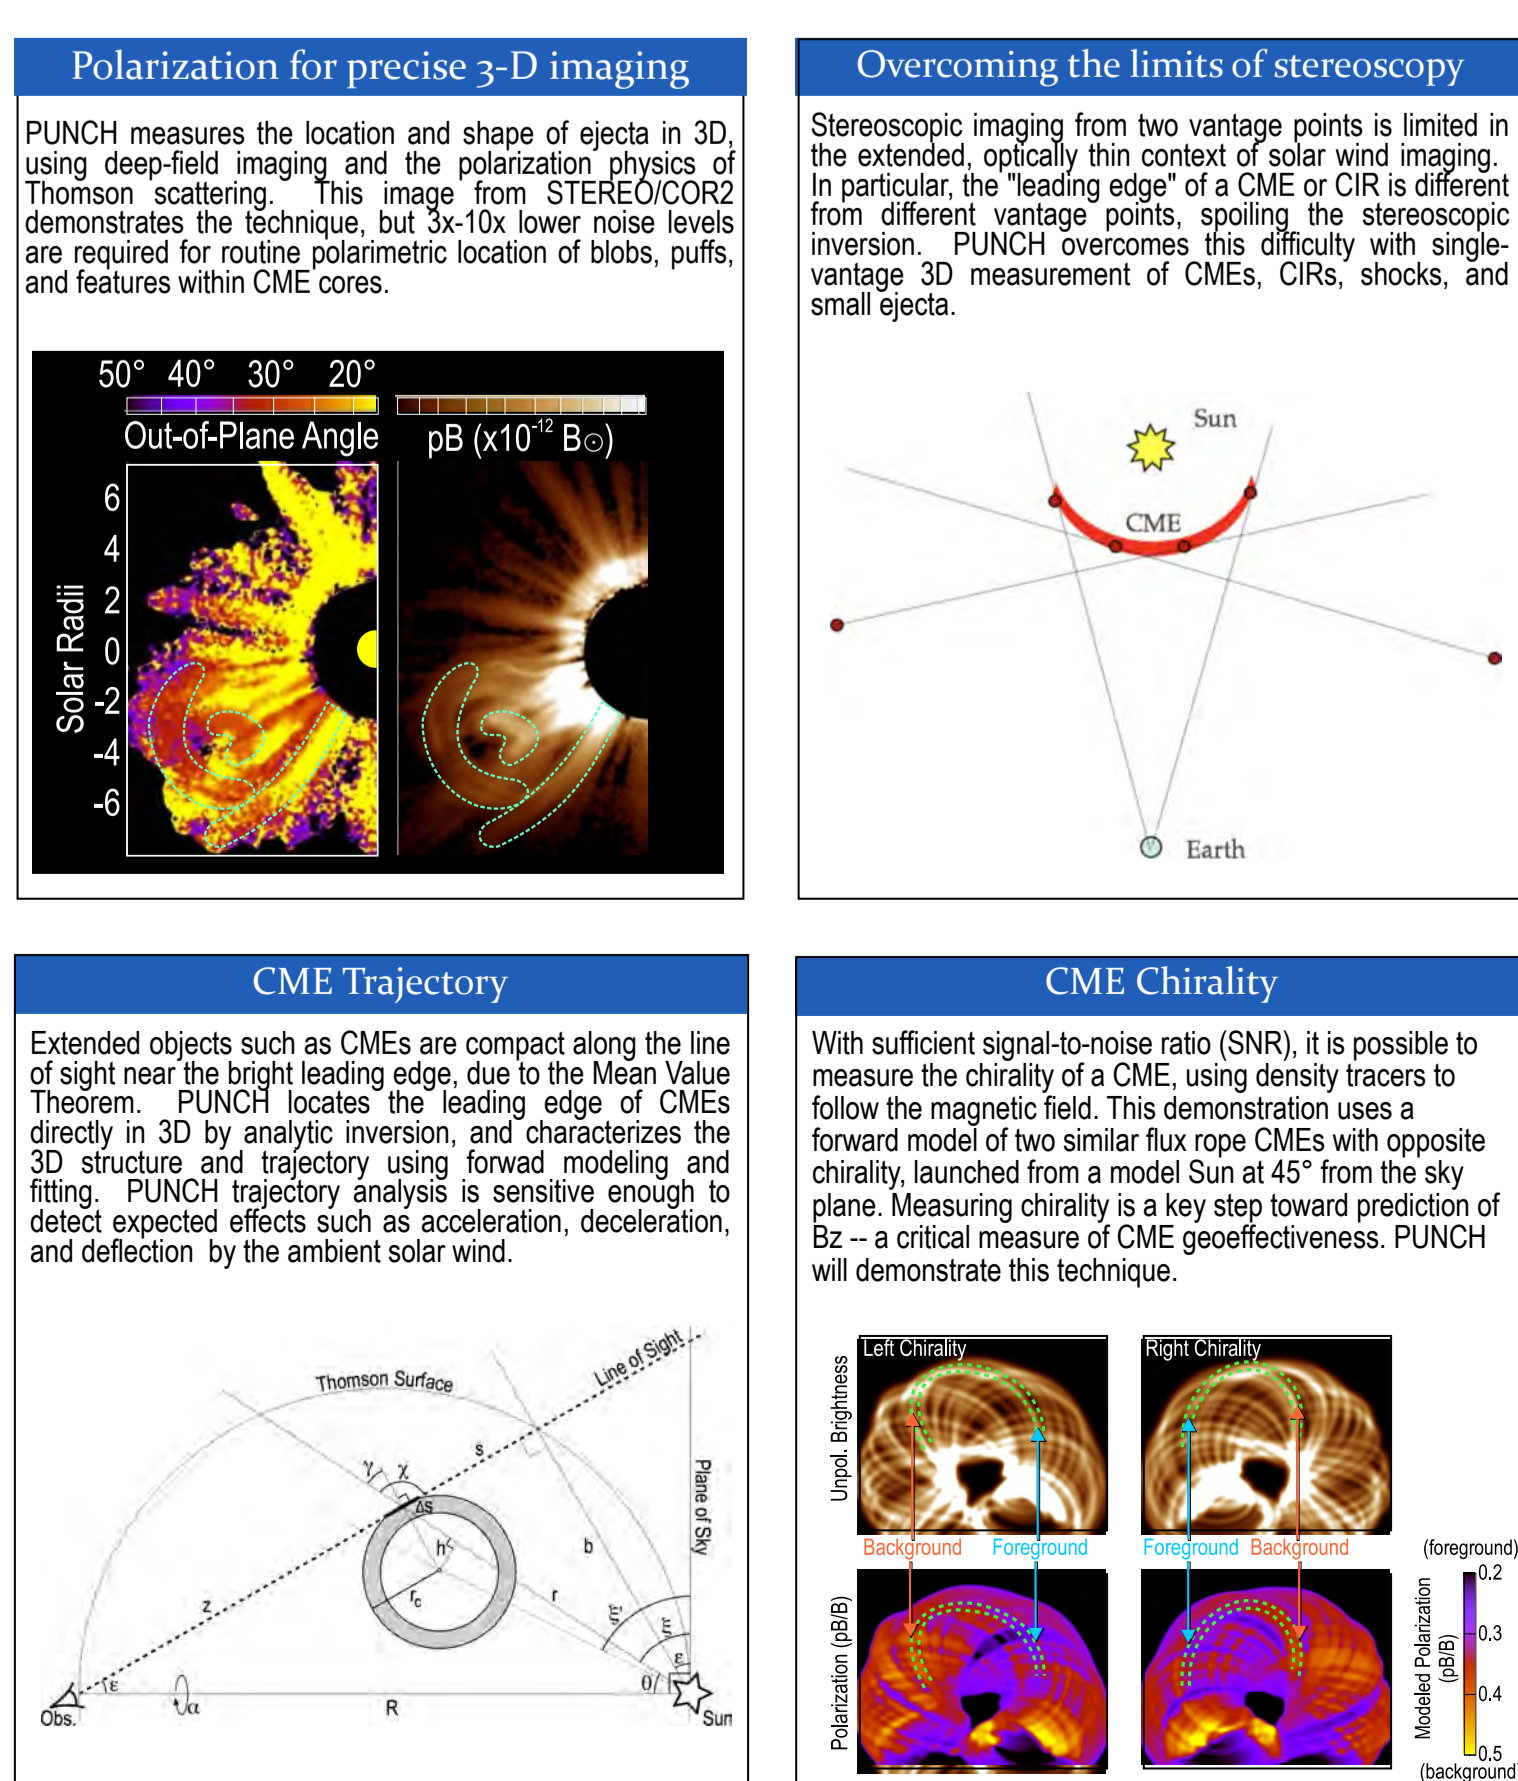 Polarization for precise 3-D imaging
PUNCH measures the location and shape of ejecta in 3D,
using deep-field imaging and the polarization physics of
Thomson scattering. This image from STEREO/COR2
demonstrates the technique, but 3x-10x lower noise levels
are required for routine polarimetric location of blobs, puffs,
and features within CME cores.
50° 40° 30° 20°
Out-of-Plane Angle
pB (x10-12 B☉)
Solar Radii
6
4
2
0
-2
-4
-6
Overcoming the limits of stereoscopy
Stereoscopic imaging from two vantage points is limited in
the extended, optically thin context of solar wind imaging.
In particular, the "leading edge" of a CME or CIR is different
from different vantage points, spoiling the stereoscopic
inversion. PUNCH overcomes this difficulty with single-
vantage 3D measurement of CMEs, CIRs, shocks, and
small ejecta.
Sun
CME
Earth
CME Trajectory
Extended objects such as CMEs are compact along the line
of sight near the bright leading edge, due to the Mean Value
Theorem. PUNCH locates the leading edge of CMEs
directly in 3D by analytic inversion, and characterizes the
3D structure and trajectory using forwad modeling and
fitting. PUNCH trajectory analysis is sensitive enough to
detect expected effects such as acceleration, deceleration,
and deflection by the ambient solar wind.
Thomson Surface
Line of Sight
Plane of Sky
s
γ
χ
Δs
h
b
rc
r
z
ξ'
ξ
ε
θ
ε
α
R
Obs.
Sun
CME Chirality
With sufficient signal-to-noise ratio (SNR), it is possible to
measure the chirality of a CME, using density tracers to
follow the magnetic field. This demonstration uses a
forward model of two similar flux rope CMEs with opposite
chirality, launched from a model Sun at 45° from the sky
plane. Measuring chirality is a key step toward prediction of
Bz -- a critical measure of CME geoeffectiveness. PUNCH
will demonstrate this technique.
Left Chirality
Right Chirality
Unpol. Brightness
Background Foreground
Foreground Background
Polarization (pB/B)
(foreground)
0.2
0.3
0.4
0.5
(background)
Modeled Polarization
(pB/B)